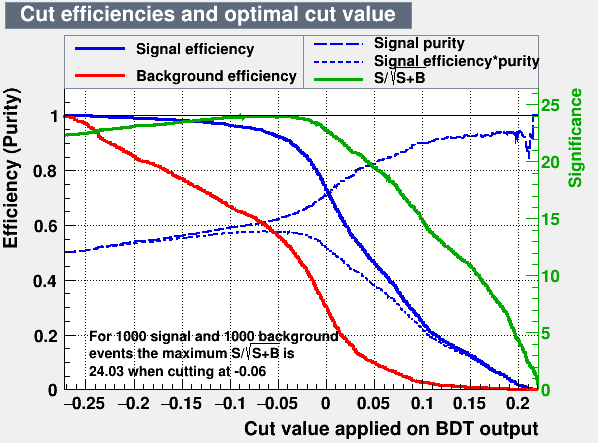 Cut efficiencies and optimal cut value
Signal efficiency
Background efficiency
Signal purity
Signal efficiency*purity
S/√S+B
Efficiency (Purity)
1
0.8
0.6
0.4
0.2
0
25
20
15
10
5
0
Significance
For 1000 signal and 1000 background
events the maximum S/√S+B is
24.03 when cutting at -0.06
−0.25 −0.2 −0.15 −0.1 −0.05 0 0.05 0.1 0.15 0.2
Cut value applied on BDT output